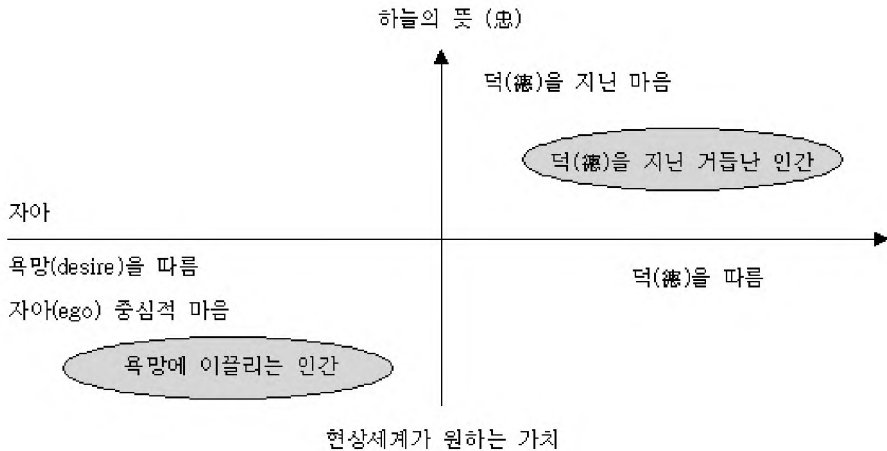 하늘의 뜻 (忠)
덕(德)을 지닌 마음
덕(德)을 지닌 거듭난 인간
자아
욕망(desire)을 따름
덕(德)을 따름
자아(ego) 중심적 마음
욕망에 이끌리는 인간
현상세계가 원하는 가치